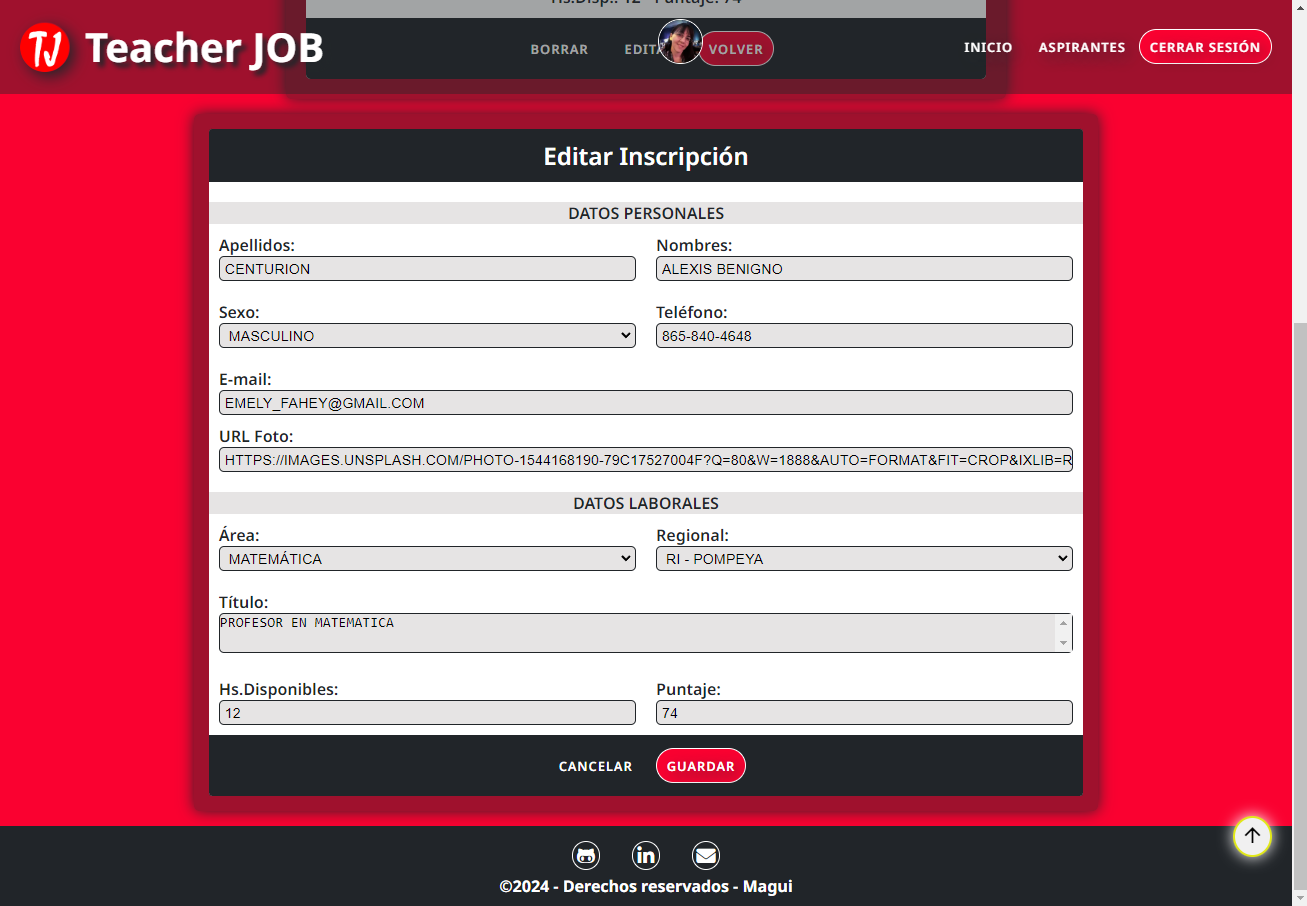 Hs.Disp.: 12 Puntaje: 74
TJ Teacher JOB
BORRAR EDITA VOLVER
INICIO ASPIRANTES CERRAR SESIÓN
Editar Inscripción
DATOS PERSONALES
Apellidos: Nombres:
CENTURION ALEXIS BENIGNO
Sexo: Teléfono:
MASCULINO 865-840-4648
E-mail:
EMELY_FAHEY@GMAIL.COM
URL Foto:
HTTPS://IMAGES.UNSPLASH.COM/PHOTO-1544168190-79C17527004F?Q=80&W=1888&AUTO=FORMAT&FIT=CROP&IXLIB=R
DATOS LABORALES
Área: Regional:
MATEMÁTICA RI - POMPEYA
Título:
PROFESOR EN MATEMATICA
Hs.Disponibles: Puntaje:
12 74
CANCELAR GUARDAR
©2024 - Derechos reservados - Magui